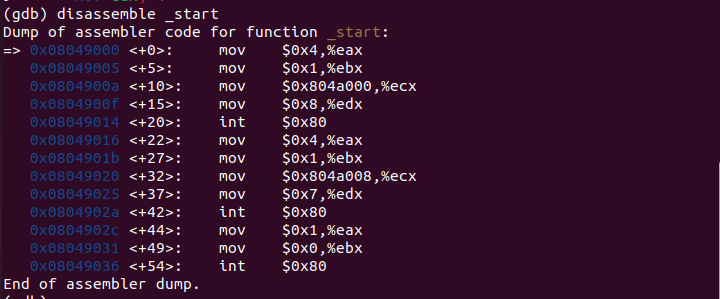 (gdb) disassemble _start
Dump of assembler code for function _start:
=> 0x08049000 <+0>:     mov    $0x4,%eax
   0x08049005 <+5>:     mov    $0x1,%ebx
   0x0804900a <+10>:    mov    $0x804a000,%ecx
   0x0804900f <+15>:    mov    $0x8,%edx
   0x08049014 <+20>:    int    $0x80
   0x08049016 <+22>:    mov    $0x4,%eax
   0x0804901b <+27>:    mov    $0x1,%ebx
   0x08049020 <+32>:    mov    $0x804a008,%ecx
   0x08049025 <+37>:    mov    $0x7,%edx
   0x0804902a <+42>:    int    $0x80
   0x0804902c <+44>:    mov    $0x1,%eax
   0x08049031 <+49>:    mov    $0x0,%ebx
   0x08049036 <+54>:    int    $0x80
End of assembler dump.